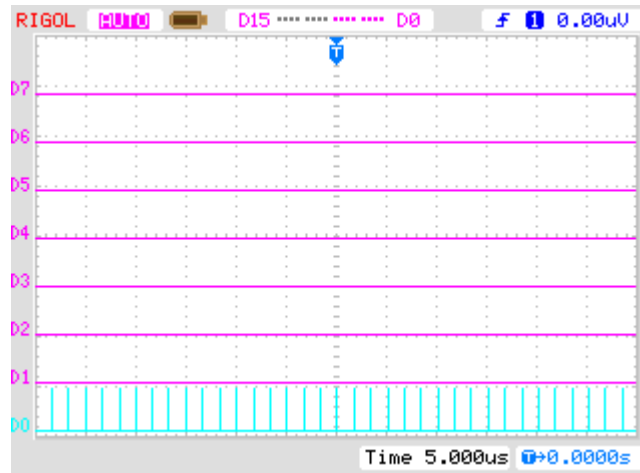 RIGOL AUTO D15 D0 1 0.00uV
T
D7
D6
D5
D4
D3
D2
D1
D0
Time 5.000us T→0.0000s